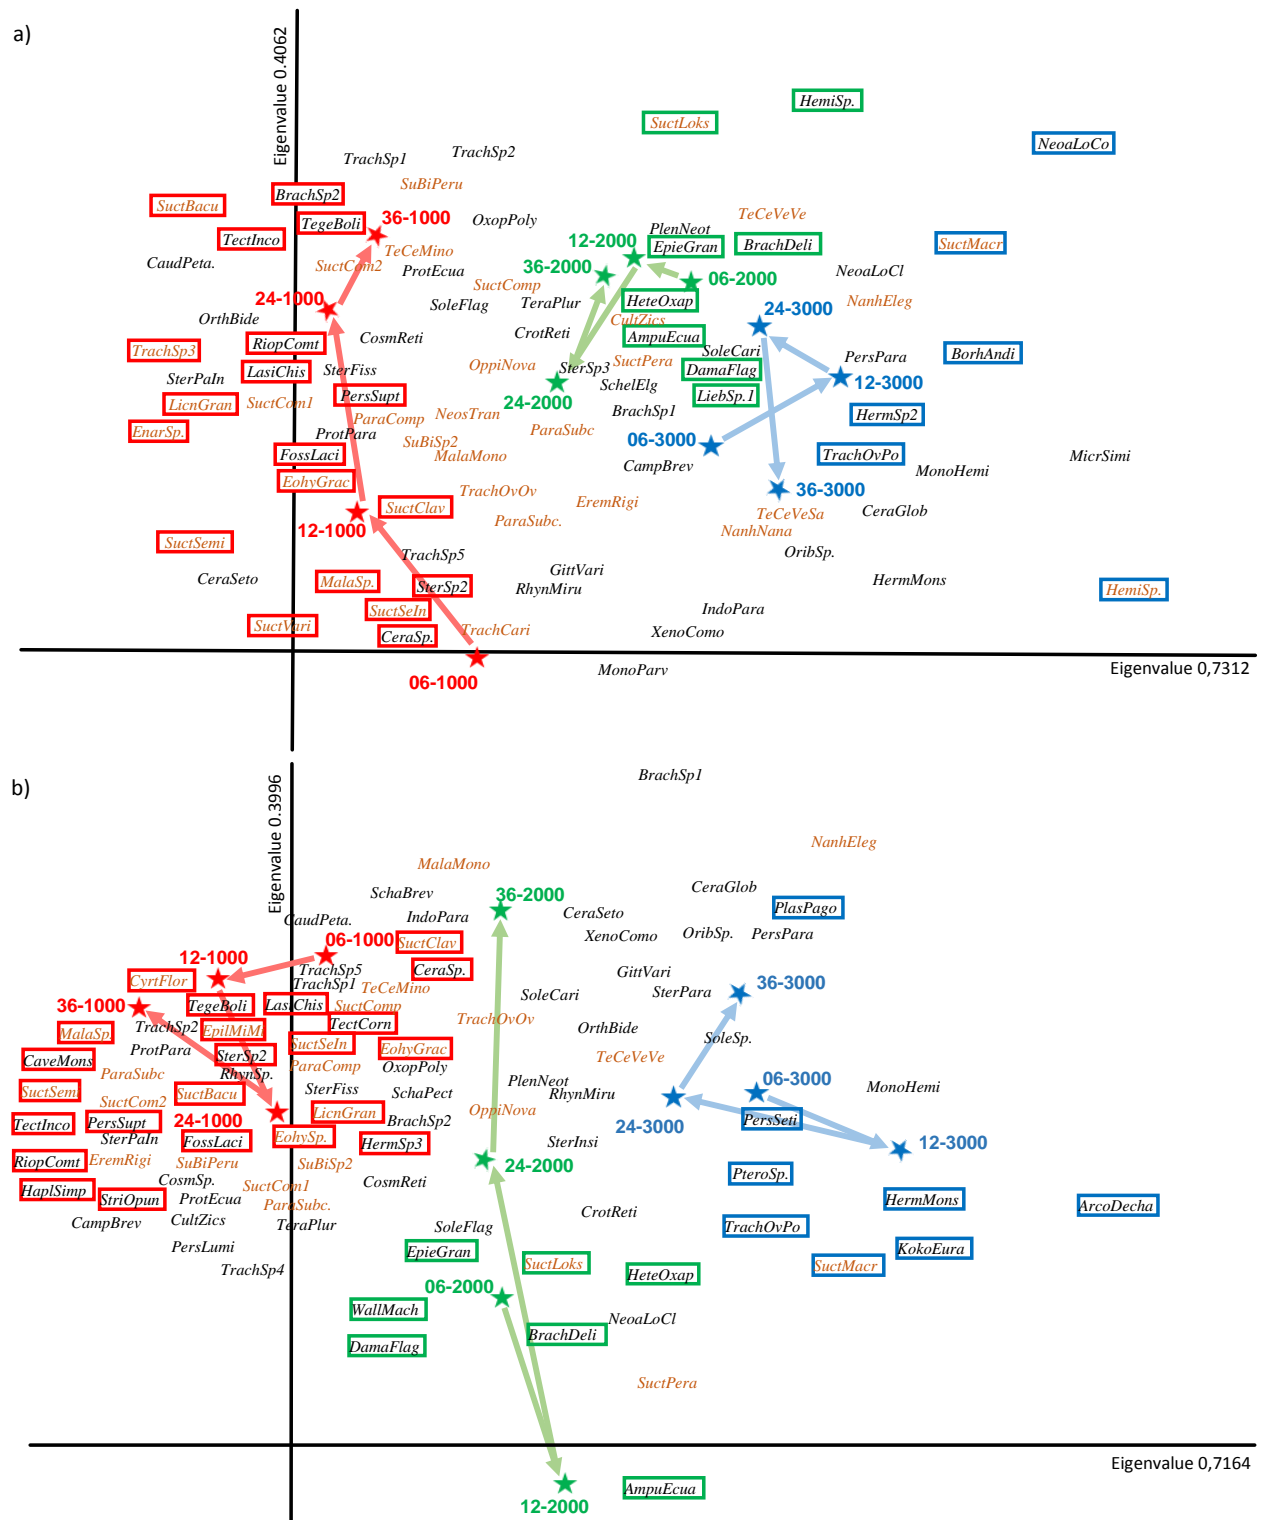 a)
Eigenvalue 0.4062
HemiSp.
SuctLoks
NeoaLoCo
TrachSp1
TrachSp2
SuBiPeru
BrachSp2
SuctBacu
TegeBoli
36-1000
OxopPoly
TeCeVeVe
PlenNeot
TectInco
12-2000
EpieGran
BrachDeli
SuctMacr
TeCeMino
CaudPeta.
SuctCom2
ProtEcua
36-2000
06-2000
NeoaLoCl
SuctComp
24-1000
SoleFlag
TeraPlur
HeteOxap
NanhEleg
24-3000
OrthBide
CultZics
CosmReti
CrotReti
AmpuEcua
RiopComt
TrachSp3
SoleCari
PersPara
BorhAndi
OppiNova
SterSp3
SuctPera
LasiChis
SterFiss
DamaFlag
SterPaIn
SchelElg
12-3000
PersSupt
LiebSp.1
LicnGran
SuctCom1
24-2000
NeosTran
BrachSp1
HermSp2
ParaComp
EnarSp.
ProtPara
SuBiSp2
ParaSubc
06-3000
FossLaci
MalaMono
CampBrev
TrachOvPo
MicrSimi
MonoHemi
EohyGrac
TrachOvOv
36-3000
SuctClav
EremRigi
CeraGlob
TeCeVeSa
12-1000
ParaSubc.
NanhNana
SuctSemi
TrachSp5
OribSp.
CeraSeto
MalaSp.
SterSp2
GittVari
RhynMiru
HermMons
HemiSp.
SuctSeIn
IndoPara
SuctVari
CeraSp.
TrachCari
XenoComo
06-1000
MonoParv
Eigenvalue 0,7312
b)
Eigenvalue 0.3996
BrachSp1
NanhEleg
MalaMono
SchaBrev
36-2000
CeraGlob
PlasPago
CaudPeta.
IndoPara
CeraSeto
06-1000
SuctClav
XenoComo
OribSp.
PersPara
12-1000
TrachSp5
CeraSp.
GittVari
CyrtFlor
TrachSp1
TeCeMino
SterPara
36-3000
36-1000
TegeBoli
LasiChis
SuctComp
SoleCari
TrachSp2
EpilMiMi
TectCorn
TrachOvOv
OrthBide
MalaSp.
SuctSeIn
EohyGrac
SoleSp.
CaveMons
ProtPara
SterSp2
ParaComp
OxopPoly
TeCeVeVe
ParaSubc
RhynSp.
PlenNeot
06-3000
MonoHemi
SuctSemi
SuctCom2
SuctBacu
SterFiss
SchaPect
RhynMiru
TectInco
PersSupt
24-1000
LicnGran
BrachSp2
OppiNova
24-3000
PersSeti
SterPaIn
FossLaci
EohySp.
HermSp3
SterInsi
12-3000
RiopComt
EremRigi
SuBiPeru
SuBiSp2
24-2000
HaplSimp
StriOpun
CosmSp.
SuctCom1
CosmReti
PteroSp.
ProtEcua
ParaSubc.
HermMons
ArcoDecha
CampBrev
CultZics
TeraPlur
SoleFlag
CrotReti
TrachOvPo
PersLumi
EpieGran
KokoEura
TrachSp4
SuctLoks
HeteOxap
SuctMacr
06-2000
WallMach
NeoaLoCl
DamaFlag
BrachDeli
SuctPera
Eigenvalue 0,7164
12-2000
AmpuEcua